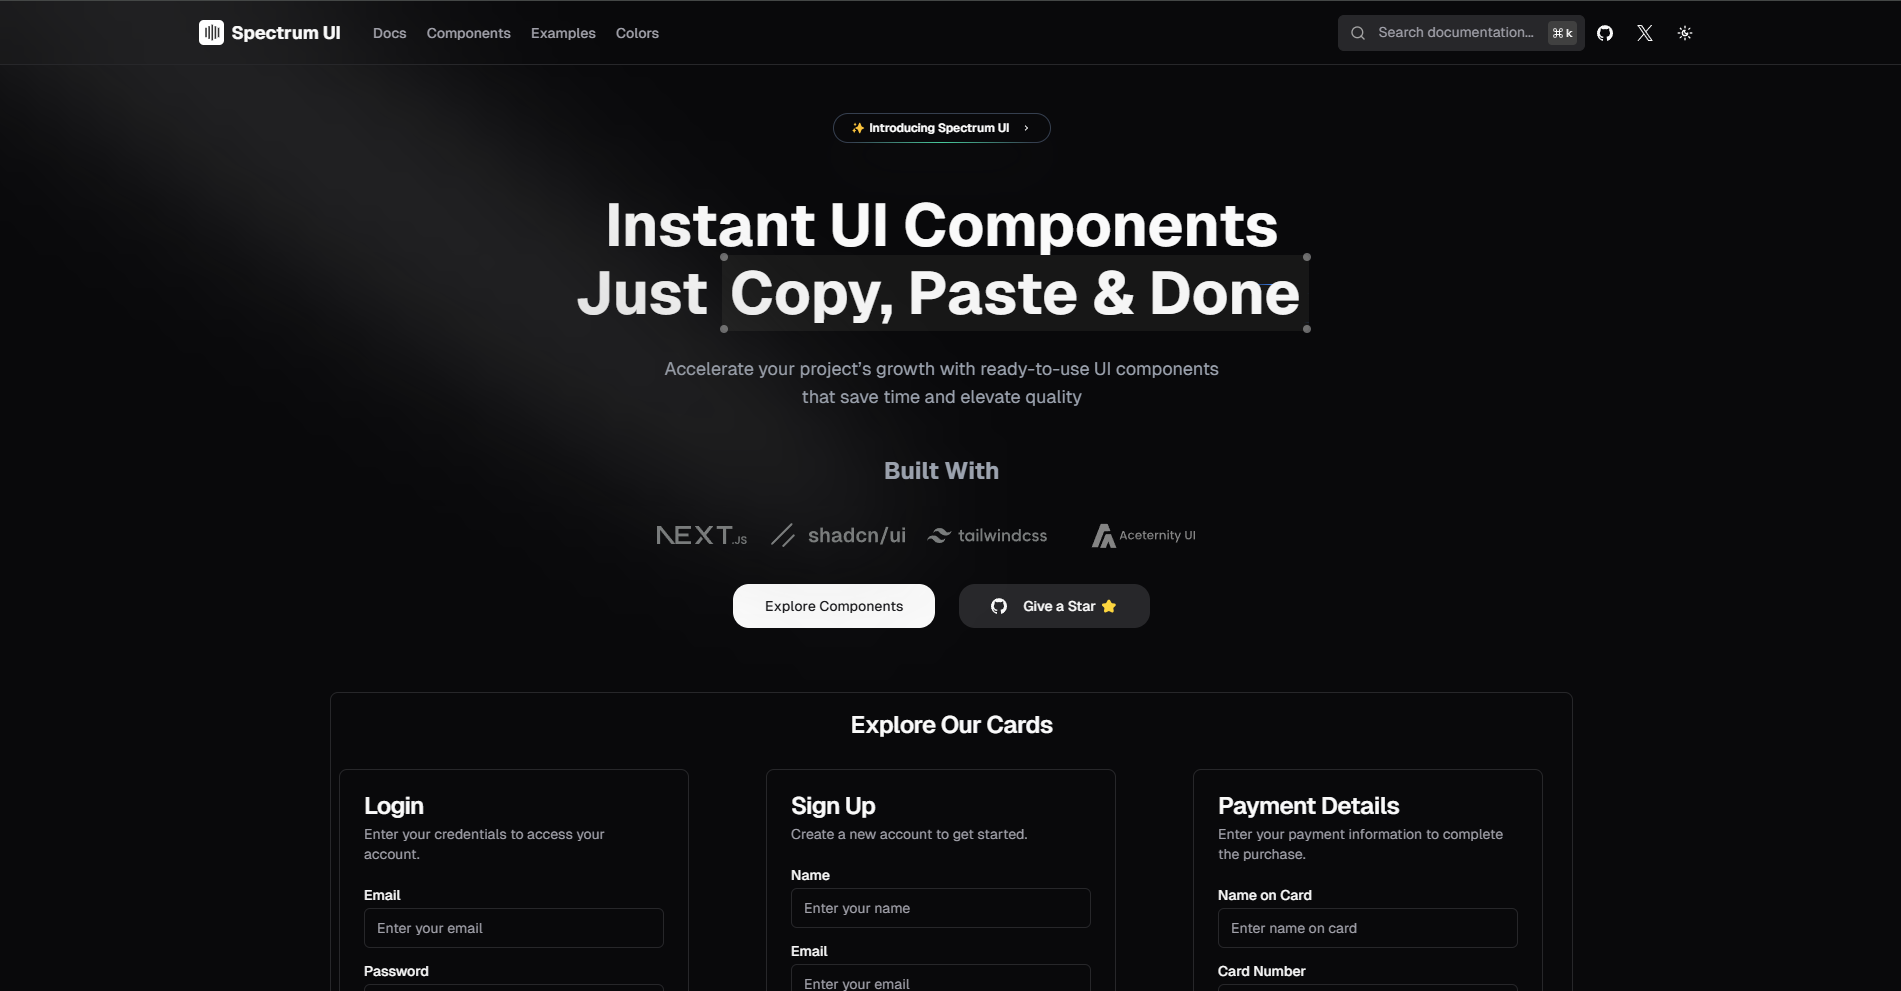 Spectrum UI
Docs
Components
Examples
Colors
Search documentation...
⌘ k
✨ Introducing Spectrum UI ›
Instant UI Components
Just Copy, Paste & Done
Accelerate your project's growth with ready-to-use UI components
that save time and elevate quality
Built With
NEXT.JS
shadcn/ui
tailwindcss
Aceternity UI
Explore Components
Give a Star ⭐
Explore Our Cards
Login
Enter your credentials to access your
account.
Email
Enter your email
Password
Sign Up
Create a new account to get started.
Name
Enter your name
Email
Enter your email
Payment Details
Enter your payment information to complete
the purchase.
Name on Card
Enter name on card
Card Number